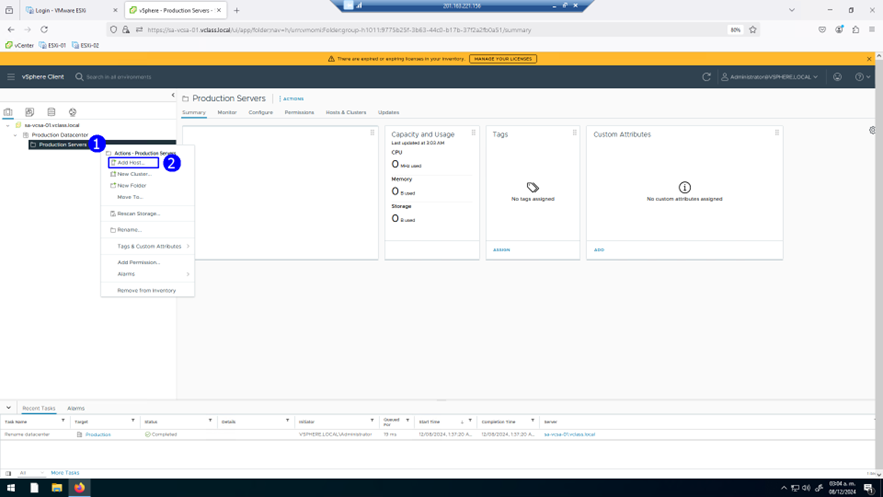 Login - VMware ESXi
vSphere - Production Servers
201.163.221.156
https://sa-vcsa-01.vclass.local/ui/app/folder;nav=h/urn:vmomi:Folder:group-h1011:9775b25f-3b63-44c0-b17b-37f2a2fba5d0/summary
80%
vCenter
ESXi-01
ESXi-02
There are expired or expiring licenses in your inventory.
MANAGE YOUR LICENSES
vSphere Client
Search in all environments
Administrator@VSPHERE.LOCAL
Production Servers
ACTIONS
Summary
Monitor
Configure
Permissions
Hosts & Clusters
Updates
sa-vcsa-01.vclass.local
Production Datacenter
Production Servers
1
Actions - Production Servers
Add Host...
2
New Cluster...
New Folder
Move To...
Rescan Storage...
Rename...
Tags & Custom Attributes
Add Permission...
Alarms
Remove from Inventory
Capacity and Usage
Last updated at 3:03 AM
CPU
0 MHz used
Memory
0 B used
Storage
0 B used
Tags
No tags assigned
ASSIGN
Custom Attributes
No custom attributes assigned
ADD
Recent Tasks
Alarms
Task Name
Target
Status
Details
Initiator
Queued For
Start Time
Completion Time
Server
Rename datacenter
Production
Completed
VSPHERE.LOCAL\Administrator
19 ms
12/08/2024, 1:37:20 A...
12/08/2024, 1:37:20 A...
sa-vcsa-01.vclass.local
All
More Tasks
03:04 a. m.
08/12/2024